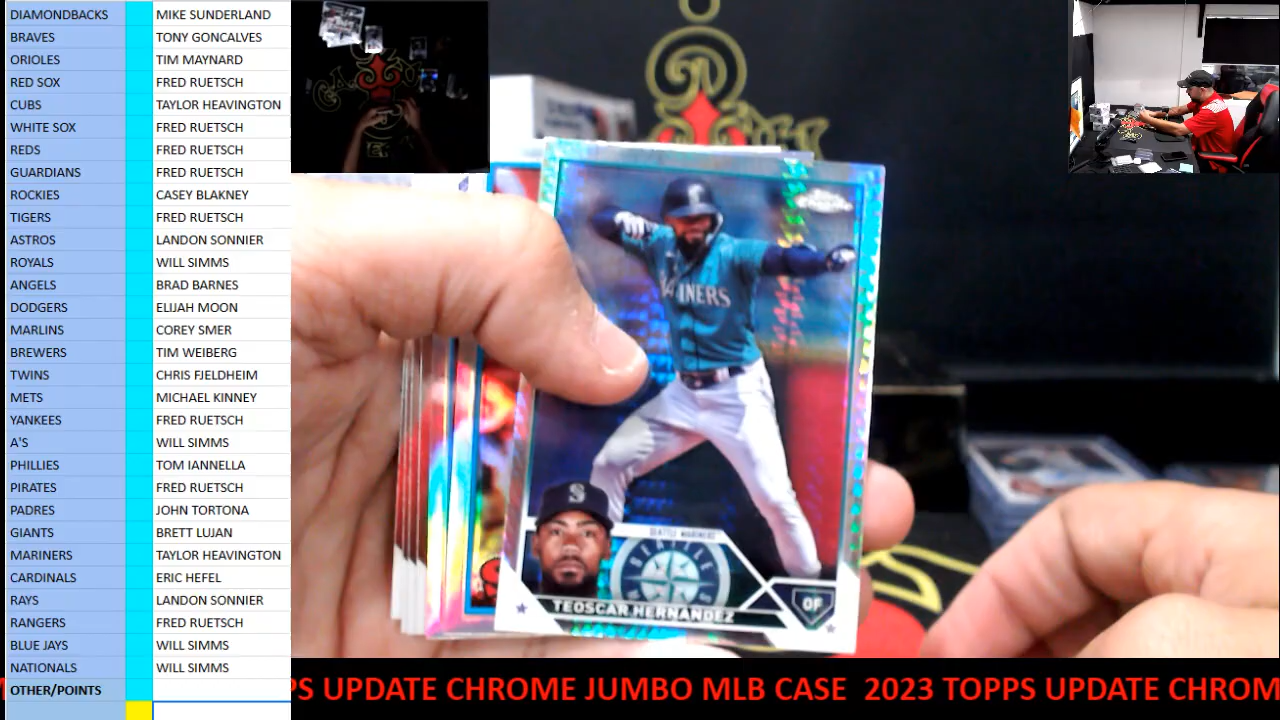 DIAMONDBACKS MIKE SUNDERLAND
BRAVES TONY GONCALVES
ORIOLES TIM MAYNARD
RED SOX FRED RUETSCH
CUBS TAYLOR HEAVINGTON
WHITE SOX FRED RUETSCH
REDS FRED RUETSCH
GUARDIANS FRED RUETSCH
ROCKIES CASEY BLAKNEY
TIGERS FRED RUETSCH
ASTROS LANDON SONNIER
ROYALS WILL SIMMS
ANGELS BRAD BARNES
DODGERS ELIJAH MOON
MARLINS COREY SMER
BREWERS TIM WEIBERG
TWINS CHRIS FJELDHEIM
METS MICHAEL KINNEY
YANKEES FRED RUETSCH
A'S WILL SIMMS
PHILLIES TOM IANNELLA
PIRATES FRED RUETSCH
PADRES JOHN TORTONA
GIANTS BRETT LUJAN
MARINERS TAYLOR HEAVINGTON
CARDINALS ERIC HEFEL
RAYS LANDON SONNIER
RANGERS FRED RUETSCH
BLUE JAYS WILL SIMMS
NATIONALS WILL SIMMS
OTHER/POINTS
MARINERS
S
SEATTLE MARINERS
SEATTLE
TEOSCAR HERNANDEZ
OF
PS UPDATE CHROME JUMBO MLB CASE 2023 TOPPS UPDATE CHROM